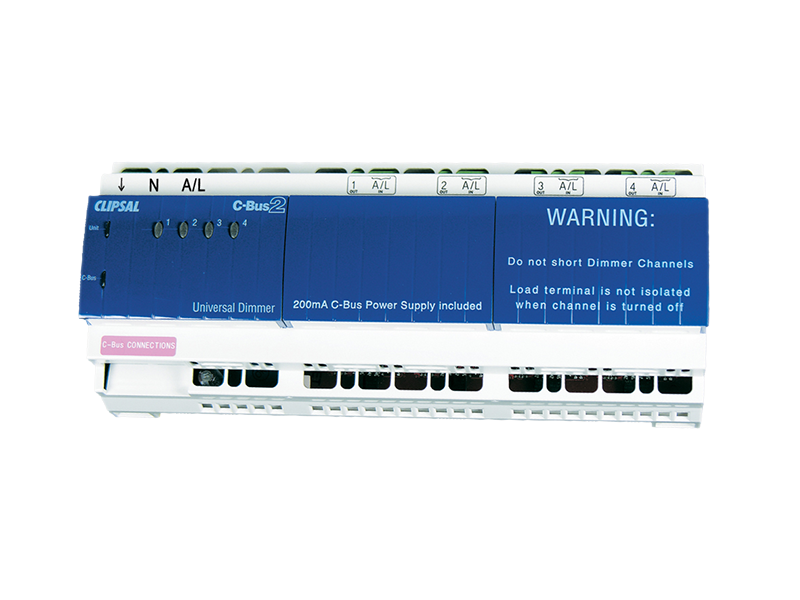 ↓ N A/L
1 OUT A/L IN
2 OUT A/L IN
3 OUT A/L IN
4 OUT A/L IN
CLIPSAL
C-Bus2
Unit
1 2 3 4
C-Bus
Universal Dimmer
200mA C-Bus Power Supply included
WARNING:
Do not short Dimmer Channels
Load terminal is not isolated
when channel is turned off
C-Bus CONNECTIONS